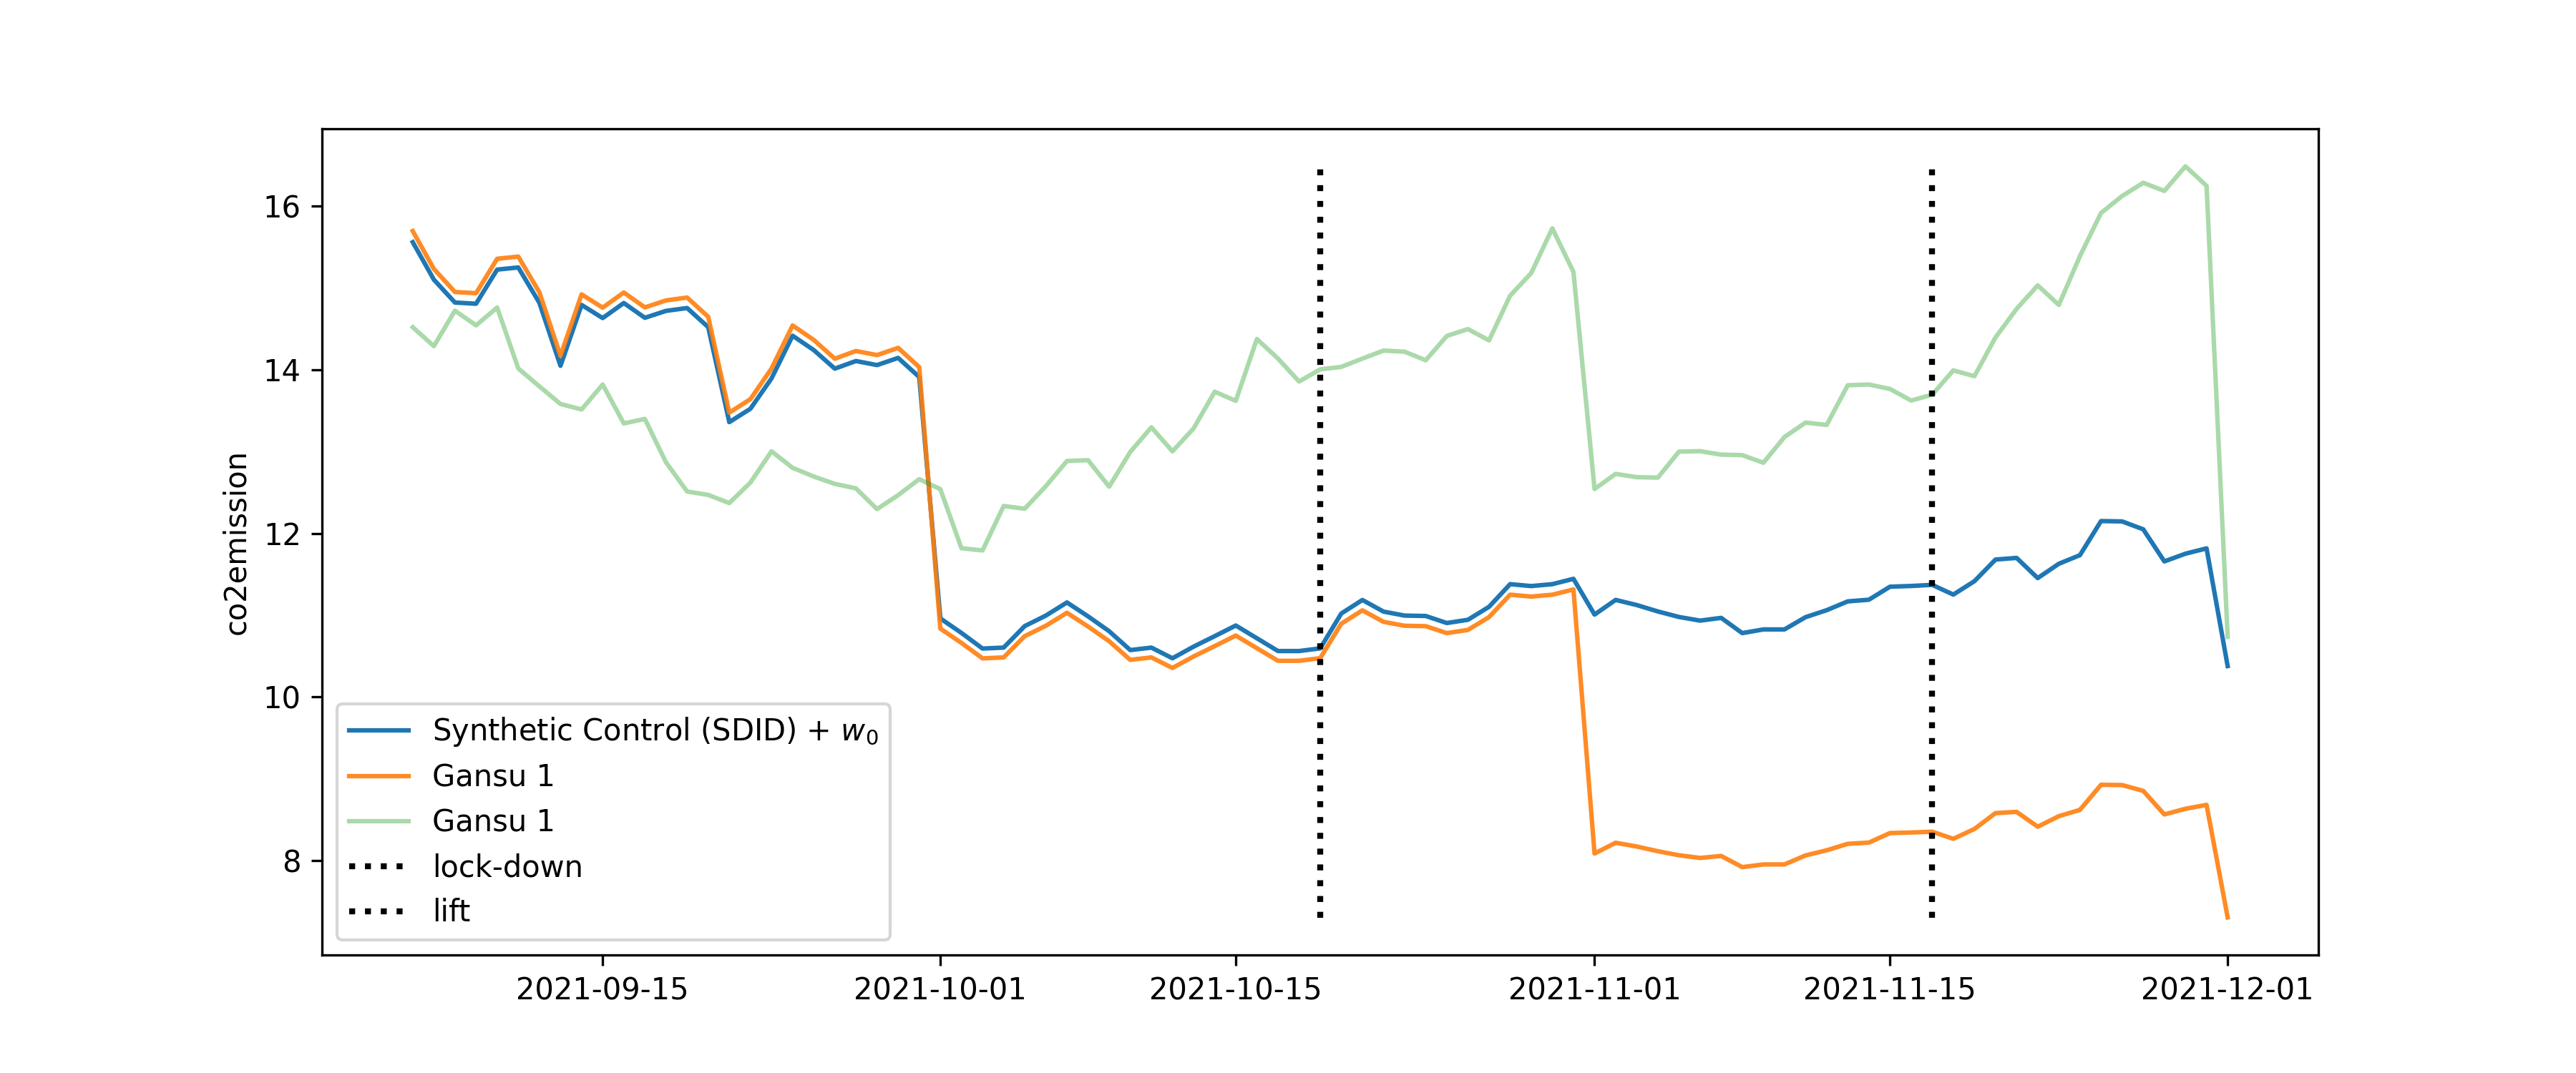 16
14
12
10
8
co2emission
Synthetic Control (SDID) + w₀
Gansu 1
Gansu 1
lock-down
lift
2021-09-15
2021-10-01
2021-10-15
2021-11-01
2021-11-15
2021-12-01